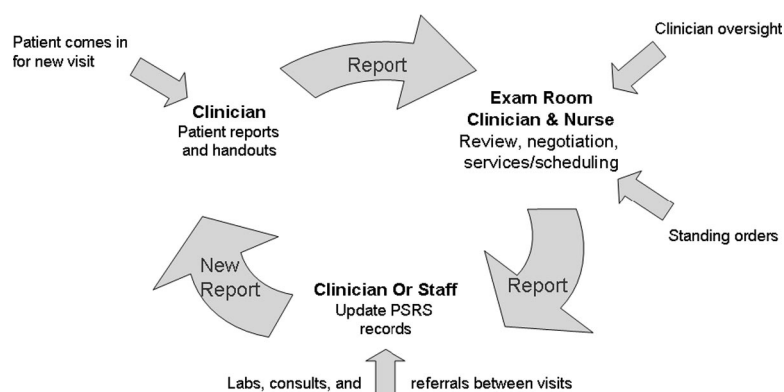 Patient comes in
for new visit
Clinician
Patient reports
and handouts
Report
Clinician oversight
Exam Room
Clinician & Nurse
Review, negotiation,
services/scheduling
Standing orders
Report
Clinician Or Staff
Update PSRS
records
Labs, consults, and referrals between visits
New
Report